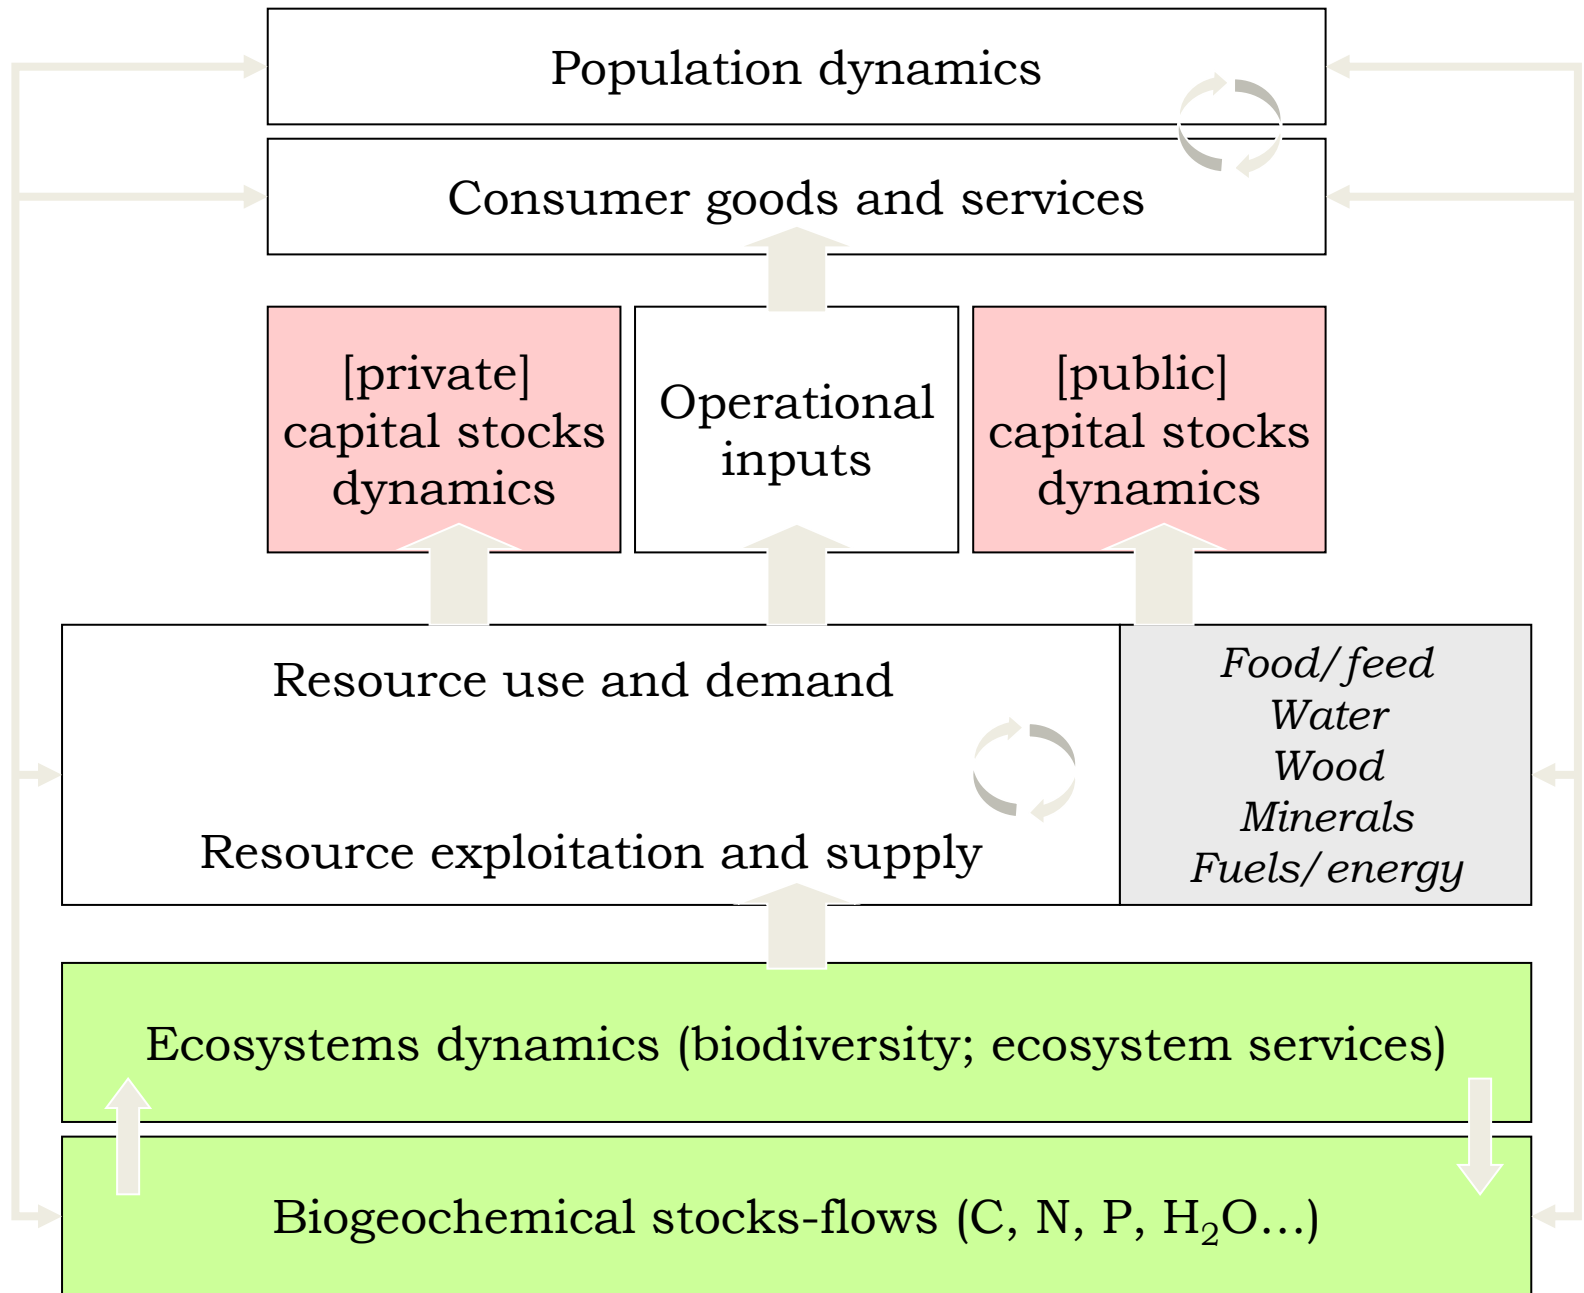 Population dynamics
Consumer goods and services
[private]
capital stocks
dynamics
Operational
inputs
[public]
capital stocks
dynamics
Resource use and demand
Resource exploitation and supply
Food/feed
Water
Wood
Minerals
Fuels/energy
Ecosystems dynamics (biodiversity; ecosystem services)
Biogeochemical stocks-flows (C, N, P, H₂O...)